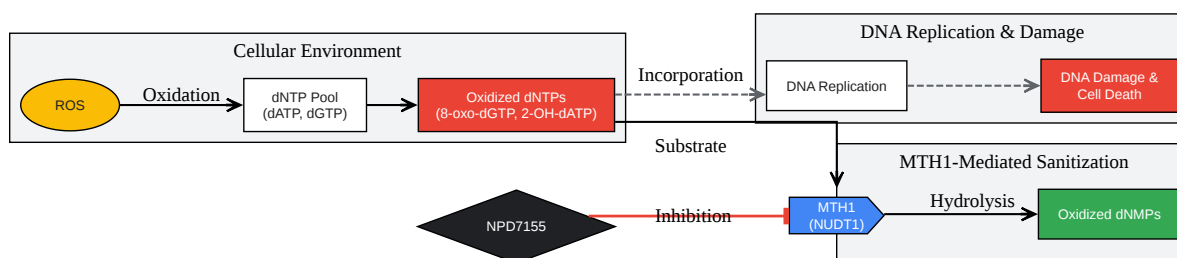 Cellular Environment
ROS
Oxidation
dNTP Pool
(dATP, dGTP)
Oxidized dNTPs
(8-oxo-dGTP, 2-OH-dATP)
Incorporation
DNA Replication & Damage
DNA Replication
DNA Damage &
Cell Death
Substrate
MTH1-Mediated Sanitization
NPD7155
Inhibition
MTH1
(NUDT1)
Hydrolysis
Oxidized dNMPs